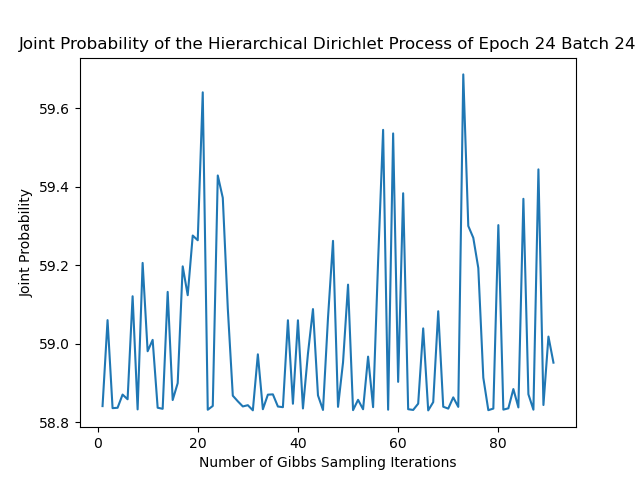 Joint Probability of the Hierarchical Dirichlet Process of Epoch 24 Batch 24
Joint Probability
59.6
59.4
59.2
59.0
58.8
0 20 40 60 80
Number of Gibbs Sampling Iterations